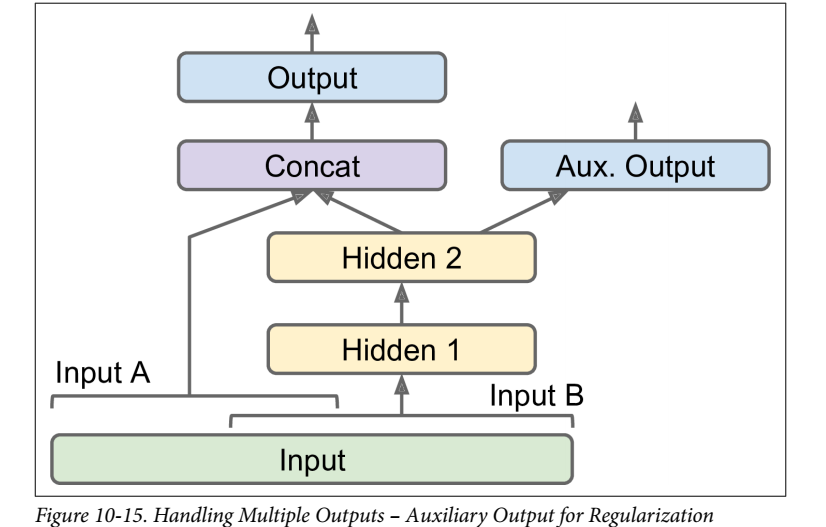 Output
Concat
Aux. Output
Hidden 2
Hidden 1
Input A
Input B
Input
Figure 10-15. Handling Multiple Outputs – Auxiliary Output for Regularization